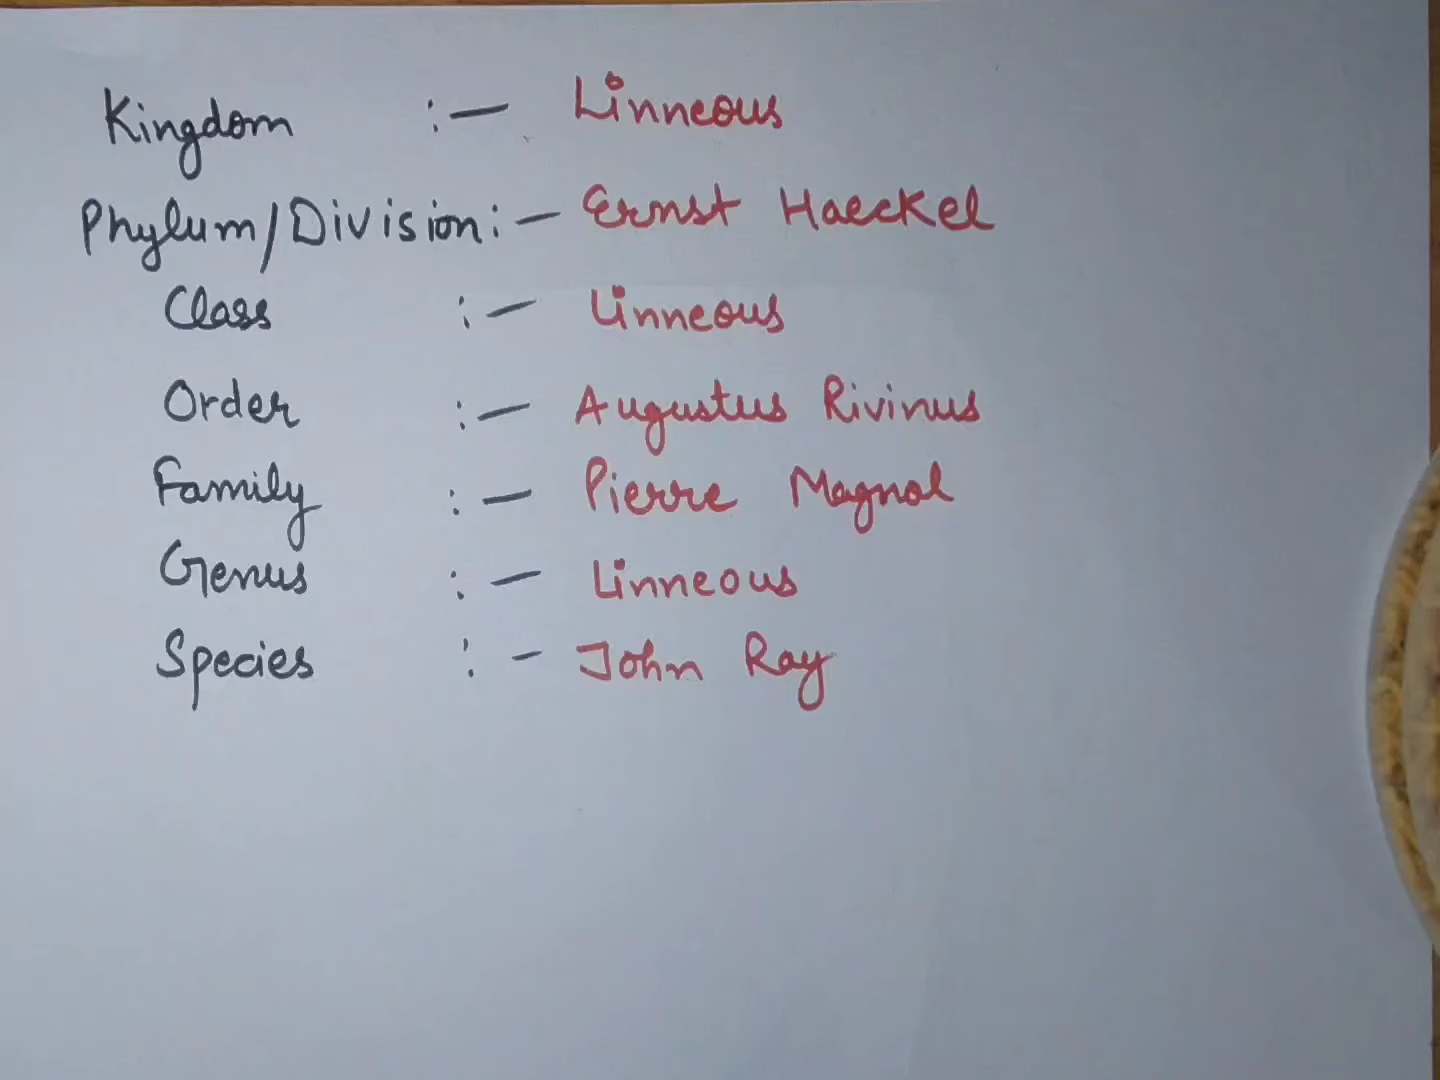 Kingdom :- Linneous
Phylum/Division :- Ernst Haeckel
Class :- Linneous
Order :- Augustus Rivinus
Family :- Pierre Magnol
Genus :- Linneous
Species :- John Ray